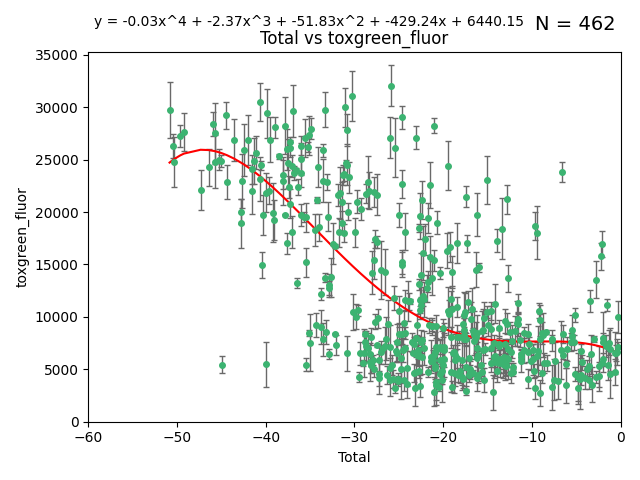 y = -0.03x^4 + -2.37x^3 + -51.83x^2 + -429.24x + 6440.15 N = 462
Total vs toxgreen_fluor
35000
30000
25000
20000
15000
10000
5000
0
toxgreen_fluor
−60 −50 −40 −30 −20 −10 0
Total